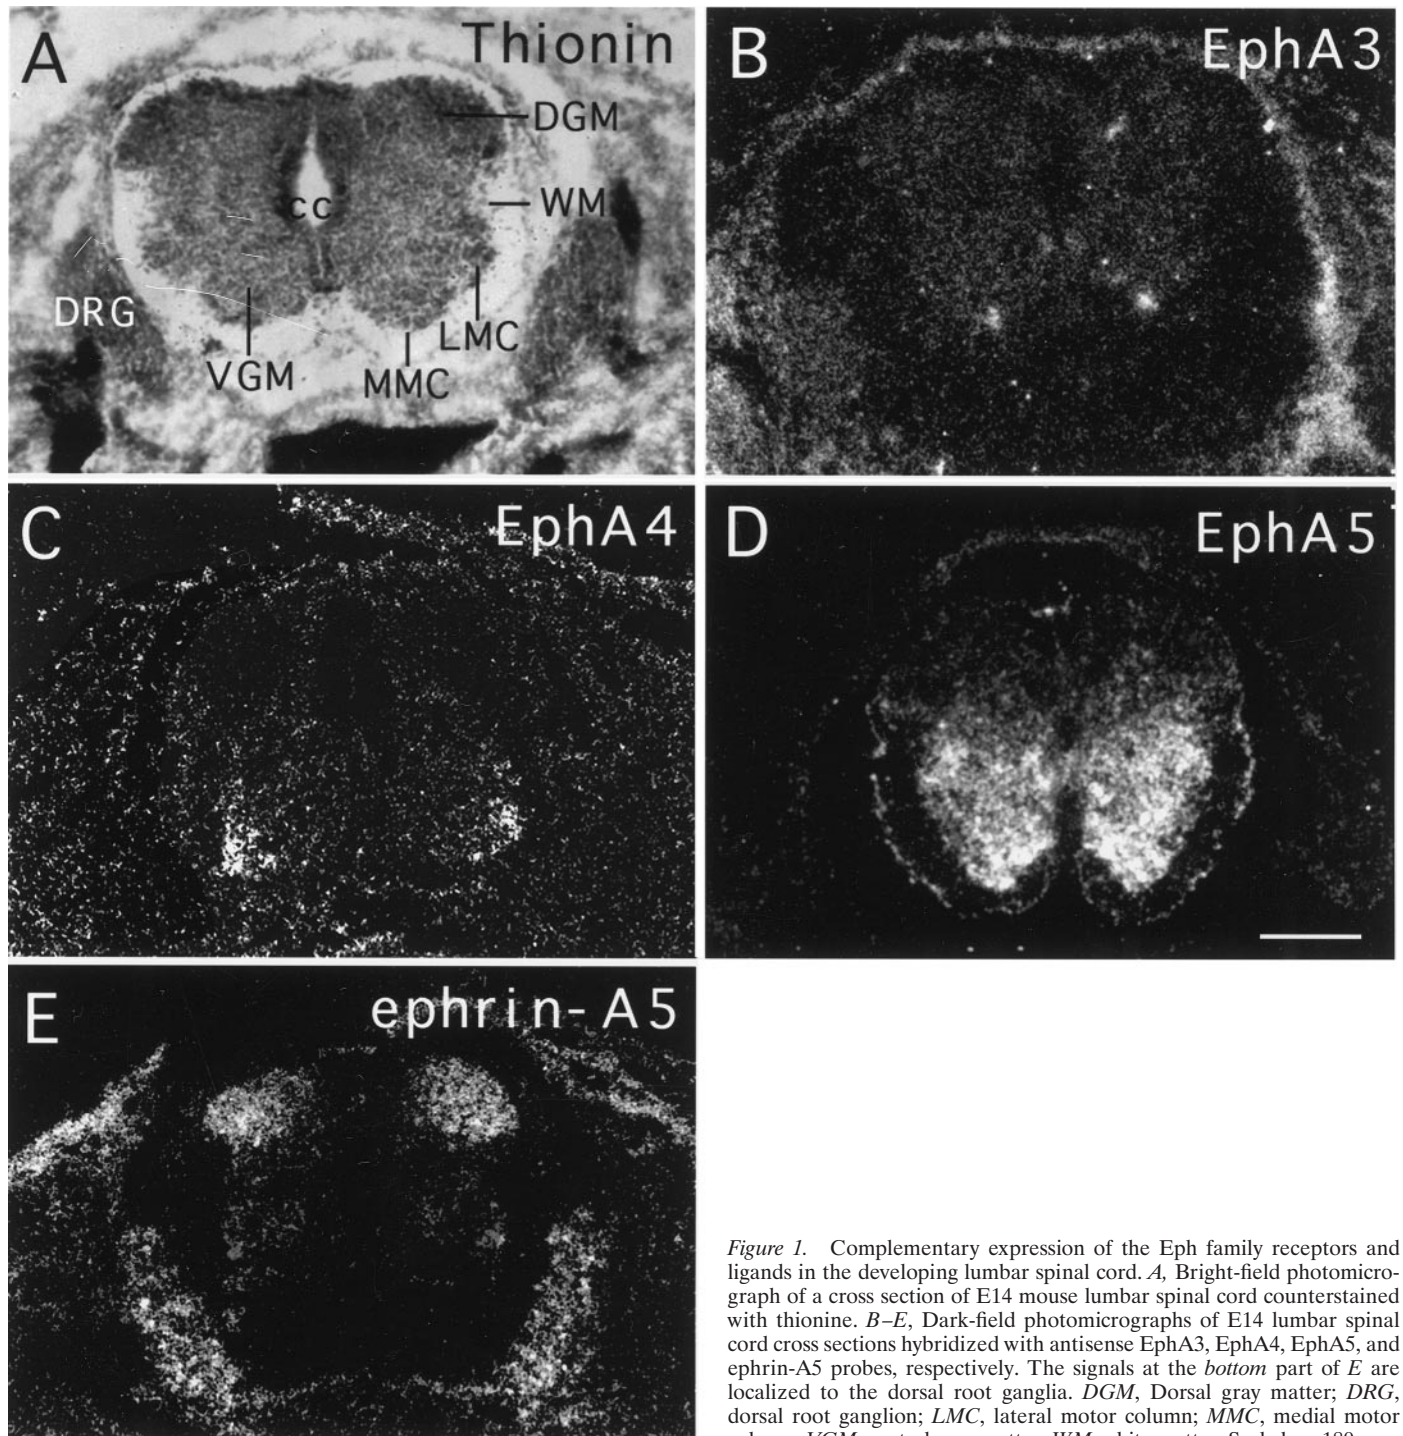 A
Thionin
DGM
WM
cc
DRG
LMC
VGM
MMC
B
EphA3
C
EphA4
D
EphA5
E
ephrin-A5
Figure 1. Complementary expression of the Eph family receptors and
ligands in the developing lumbar spinal cord. A, Bright-field photomicro-
graph of a cross section of E14 mouse lumbar spinal cord counterstained
with thionine. B–E, Dark-field photomicrographs of E14 lumbar spinal
cord cross sections hybridized with antisense EphA3, EphA4, EphA5, and
ephrin-A5 probes, respectively. The signals at the bottom part of E are
localized to the dorsal root ganglia. DGM, Dorsal gray matter; DRG,
dorsal root ganglion; LMC, lateral motor column; MMC, medial motor